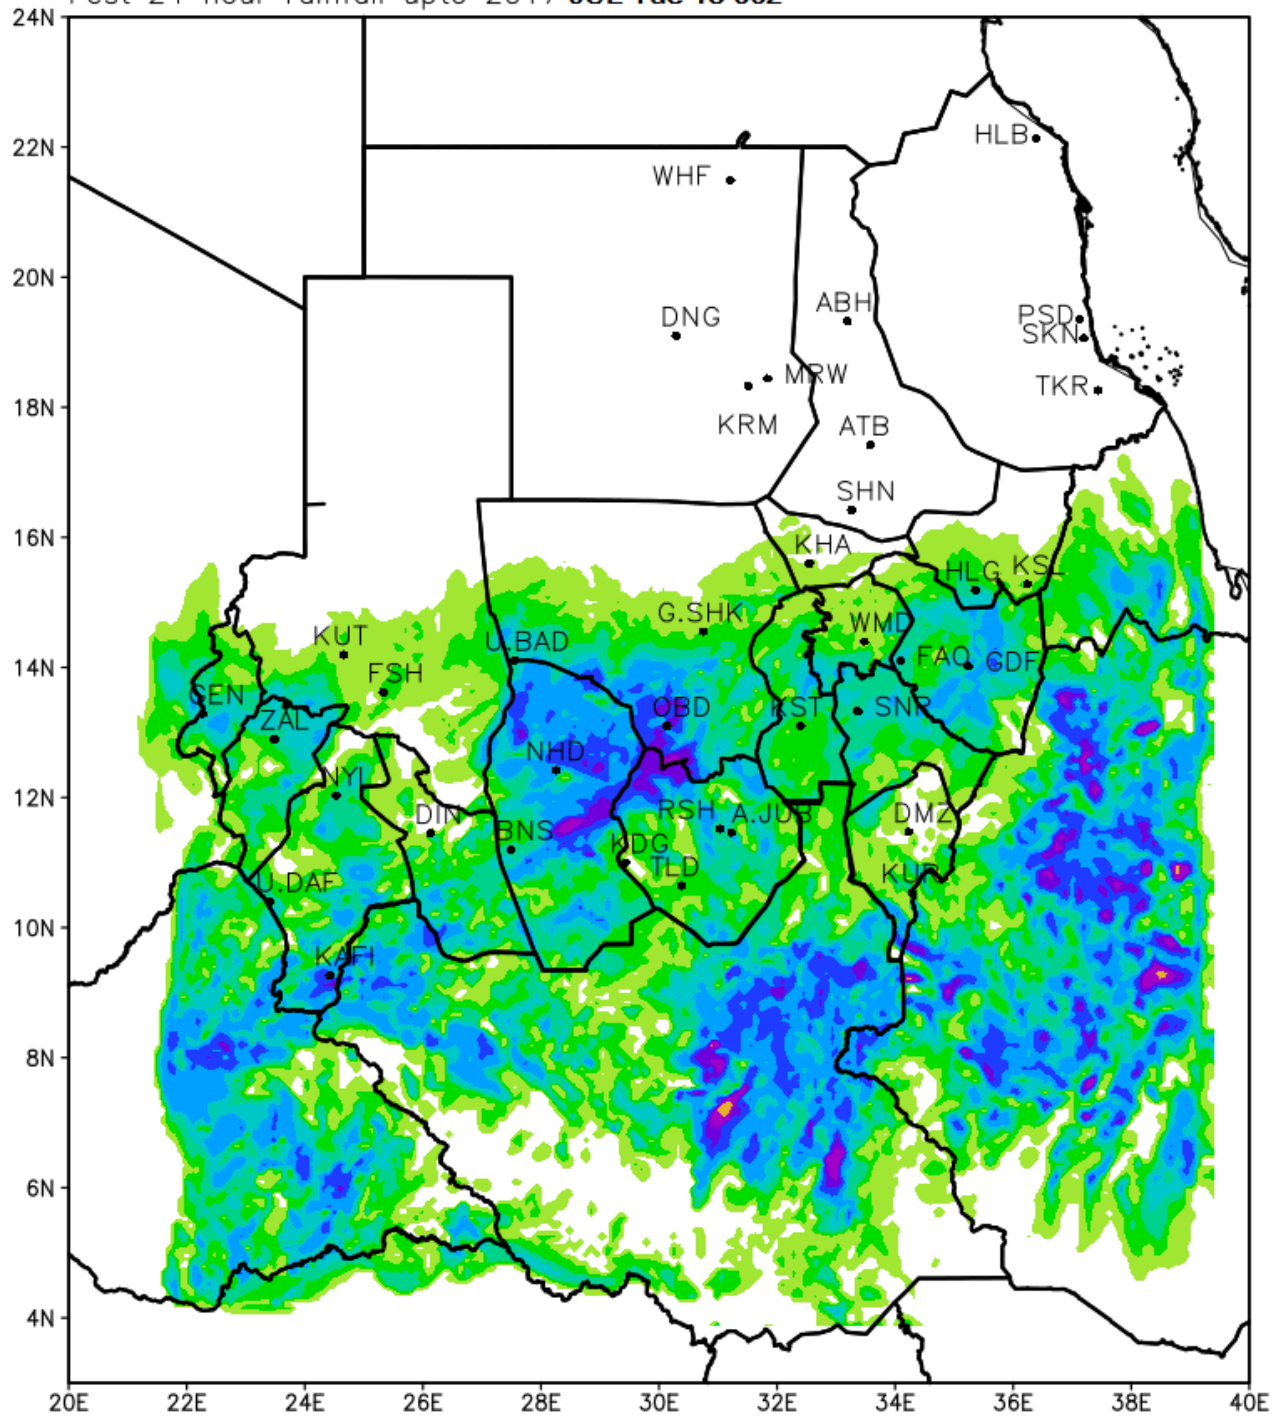 24N
22N
20N
18N
16N
14N
12N
10N
8N
6N
4N
HLB
WHF
ABH
DNG
PSD
SKN
MRW
TKR
KRM
ATB
SHN
KHA
HLG KSL
G.SHK
WMD
KUT
U.BAD
FAO GDF
FSH
GEN
ZAL
OBD
KST
SNR
NHD
NYL
DIN
RSH A.JUB
DMZ
BNS
KDG
TLD
KUR
U.DAF
KAFI
20E 22E 24E 26E 28E 30E 32E 34E 36E 38E 40E